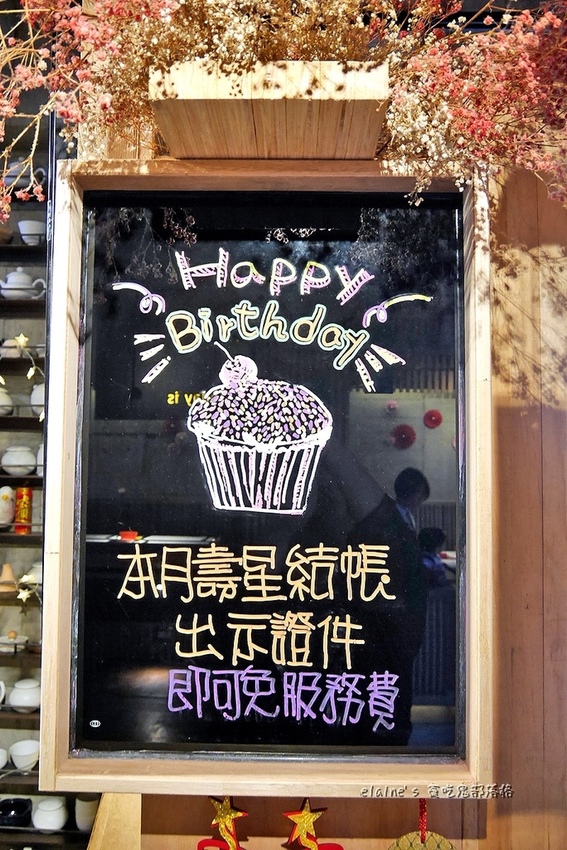 Happy
Birthday
本月壽星結帳
出示證件
即可免服務費
elaine's 貪吃鬼部落格